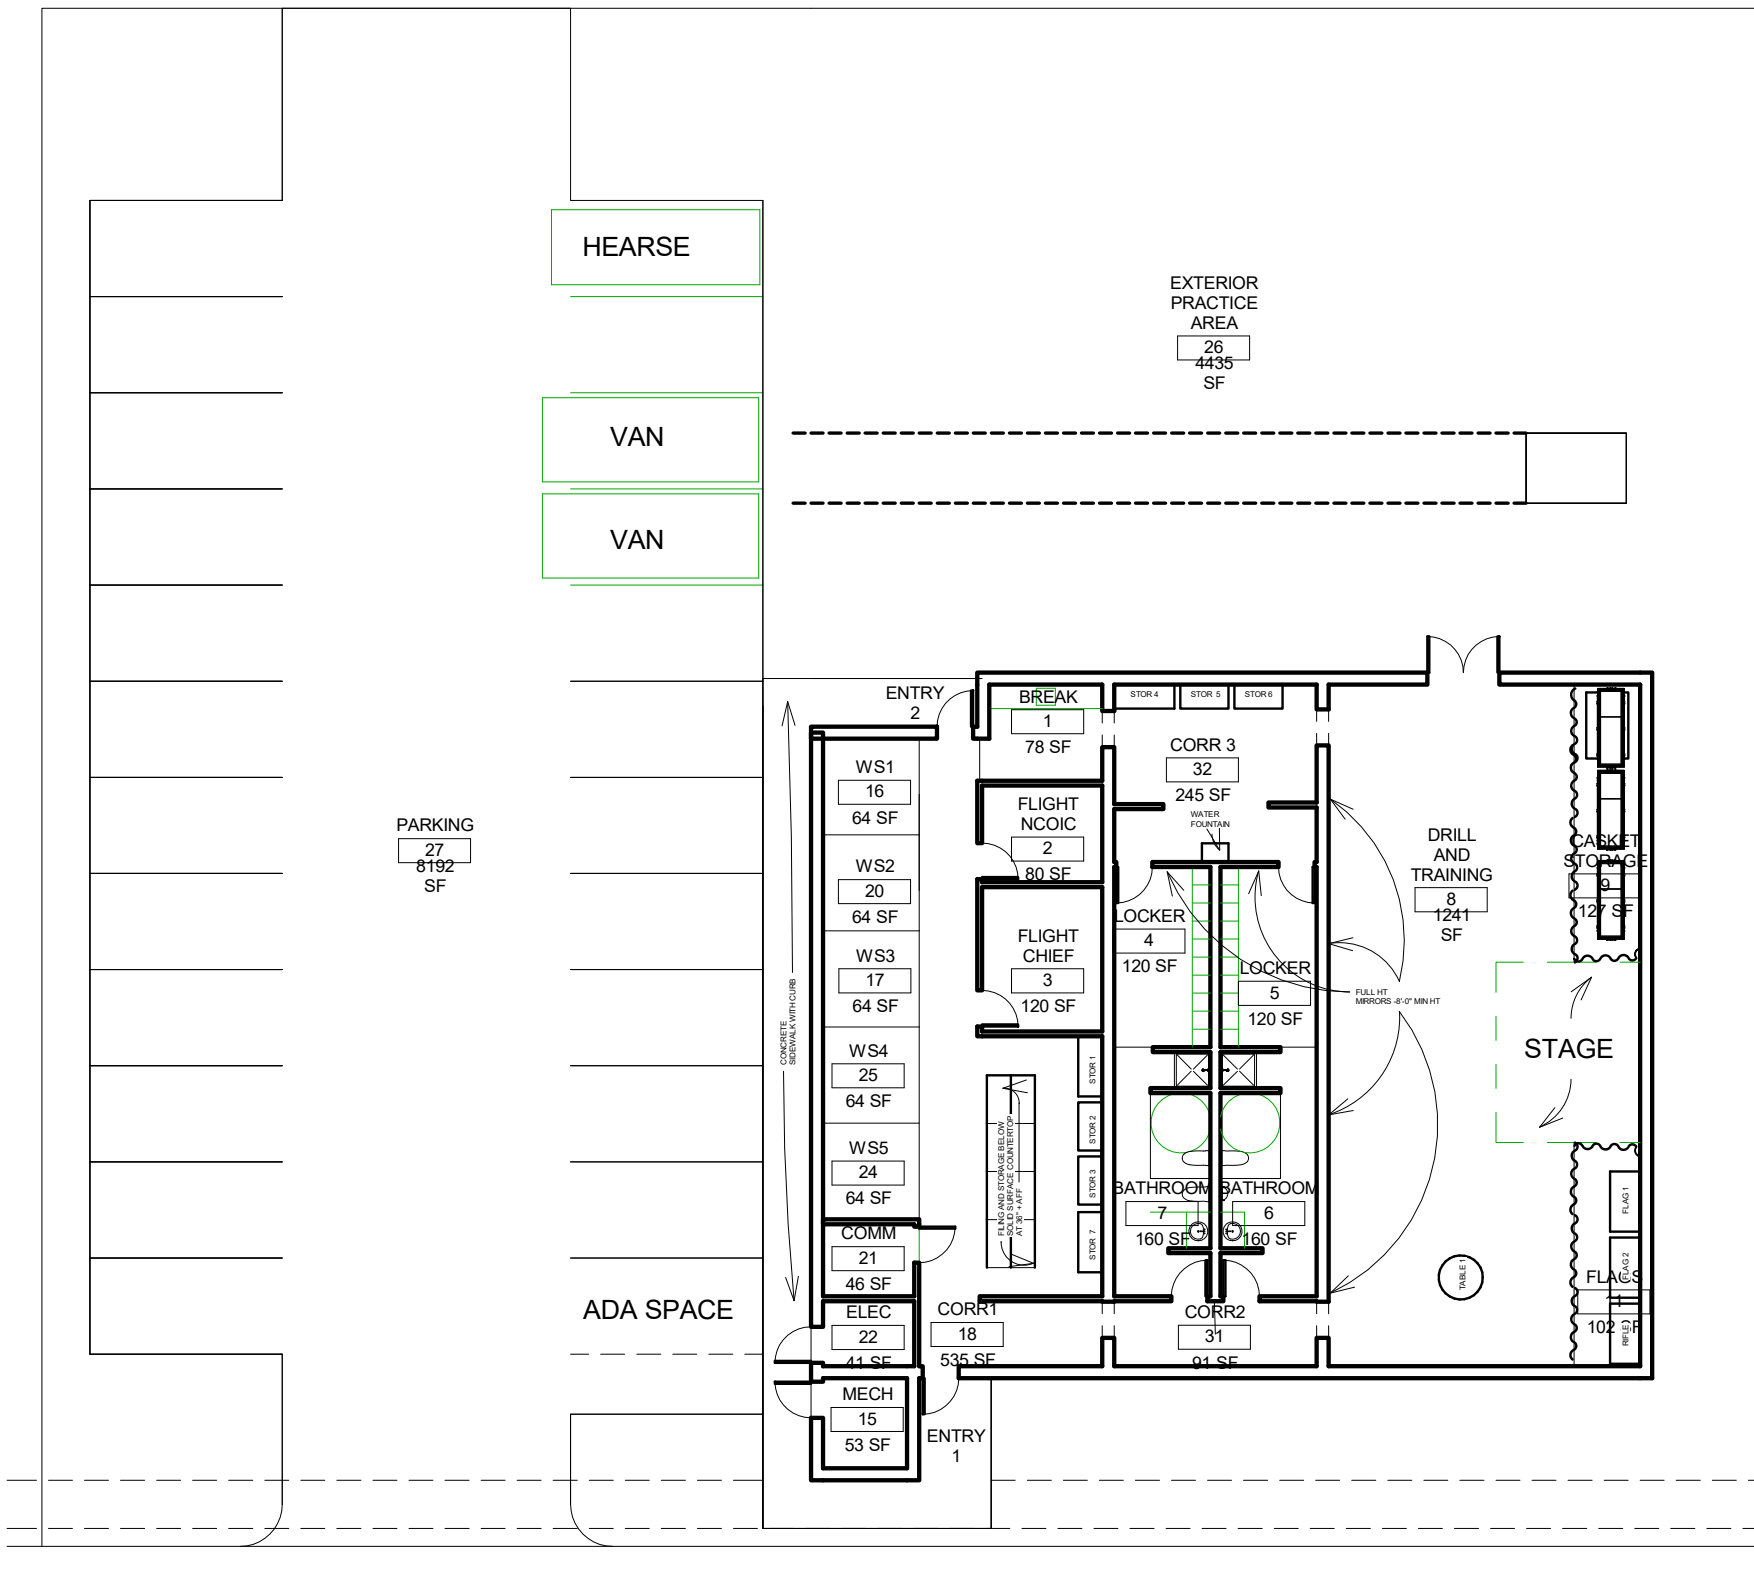 HEARSE
EXTERIOR
PRACTICE
AREA
26
4435
SF
VAN
VAN
ENTRY
2
BREAK
1
78 SF
STOR 4
STOR 5
STOR 6
CORR 3
32
245 SF
WATER
FOUNTAIN
WS1
16
64 SF
FLIGHT
NCOIC
2
80 SF
PARKING
27
8192
SF
DRILL
AND
TRAINING
8
1241
SF
CASKET
STORAGE
9
127 SF
WS2
20
64 SF
FLIGHT
CHIEF
3
120 SF
LOCKER
4
120 SF
LOCKER
5
120 SF
WS3
17
64 SF
FULL HT
MIRRORS -8'-0" MIN HT
CONCRETE
SIDEWALK WITH CURB
STAGE
WS4
25
64 SF
STOR 1
STOR 2
STOR 3
STOR 7
FILING AND STORAGE BELOW
SOLID SURFACE COUNTERTOP
AT 36" + AFF
WS5
24
64 SF
BATHROOM
7
160 SF
BATHROOM
6
160 SF
FLAG 1
FLAG 2
RIFLE
COMM
21
46 SF
TABLE 1
FLAGS
11
102 SF
ADA SPACE
ELEC
22
41 SF
CORR1
18
535 SF
CORR2
31
91 SF
MECH
15
53 SF
ENTRY
1